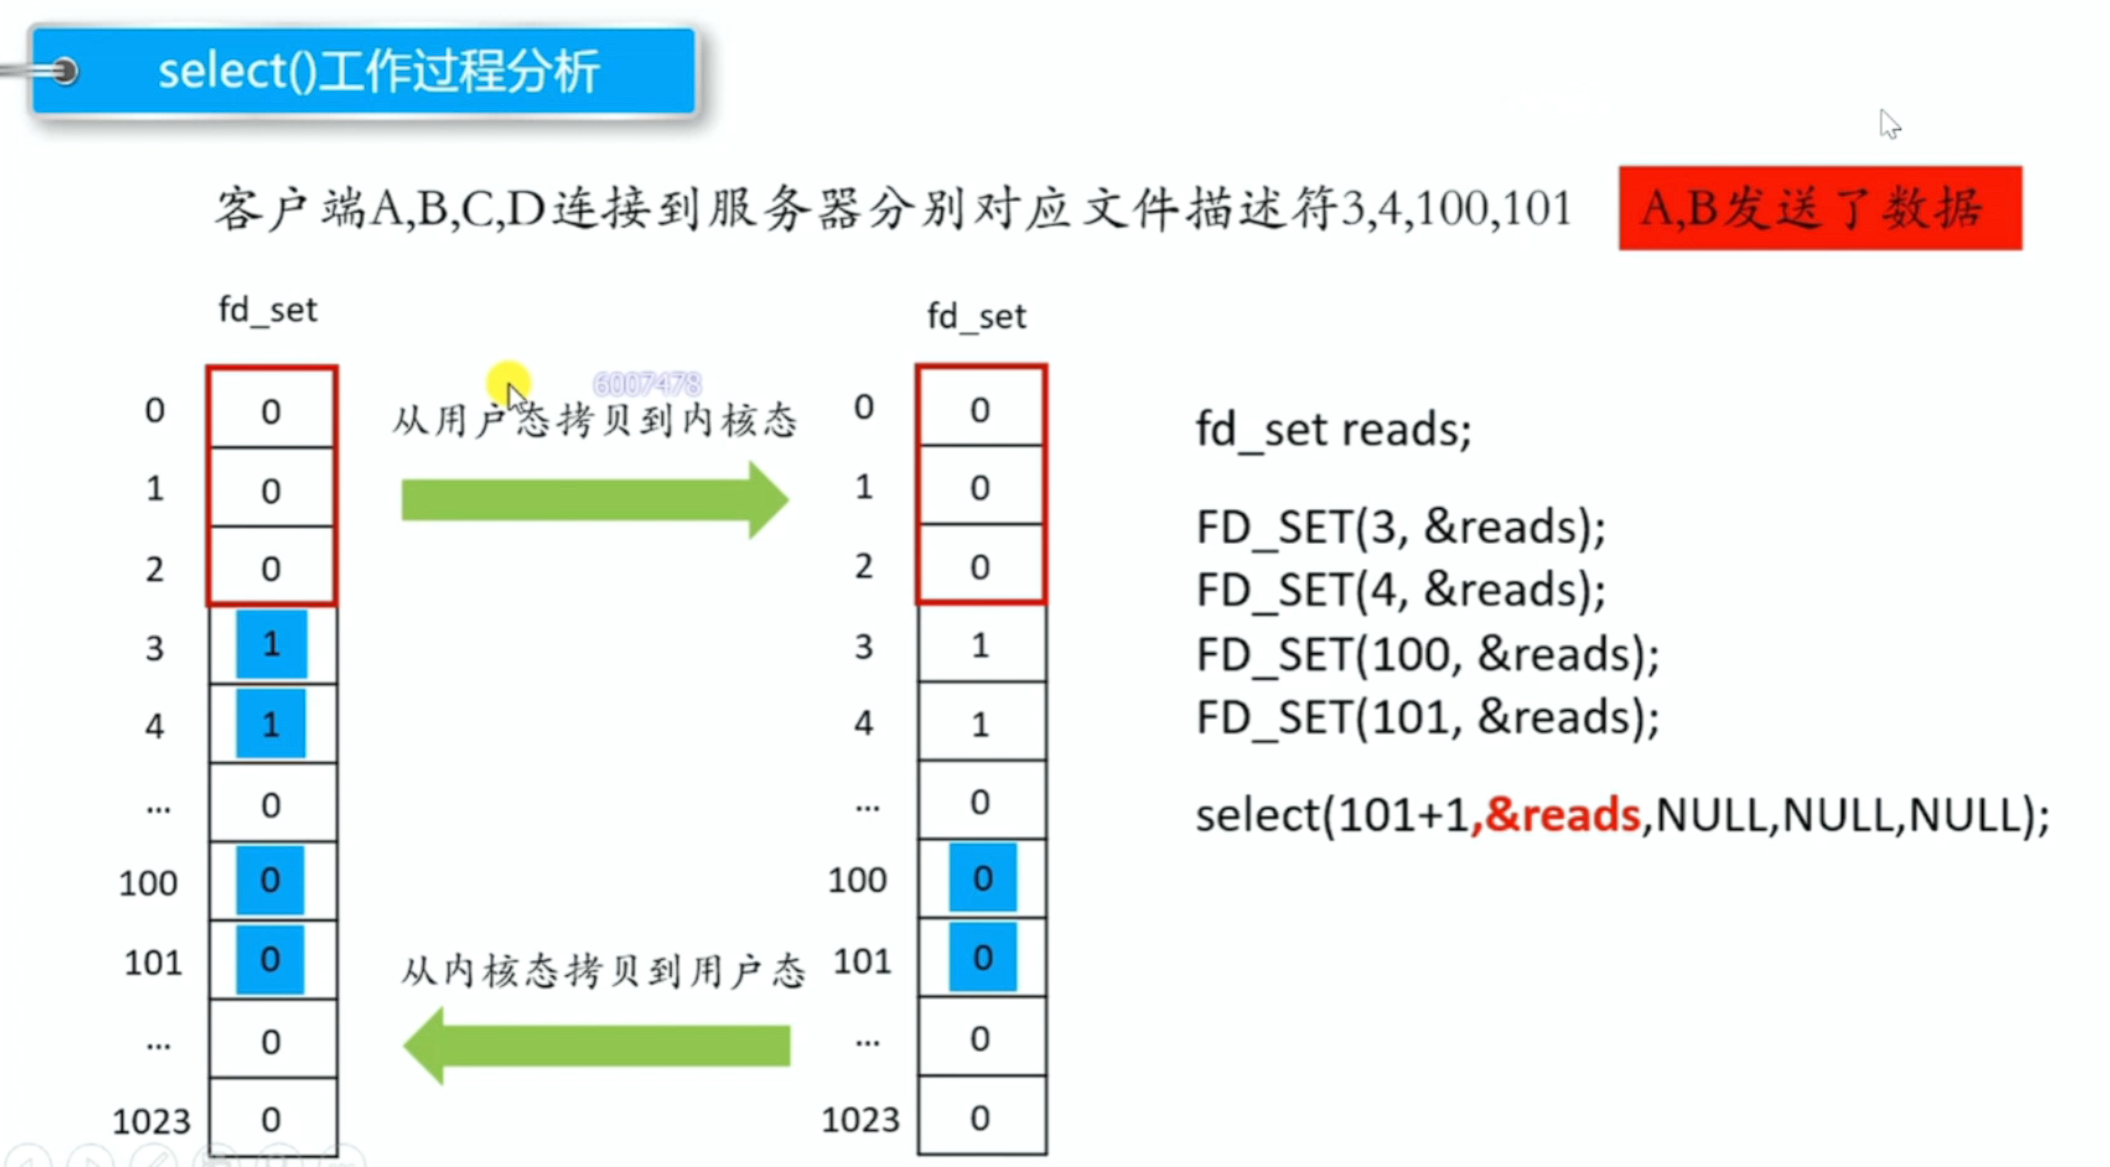 select()工作过程分析
客户端A,B,C,D连接到服务器分别对应文件描述符3,4,100,101
A,B发送了数据
fd_set
0 0
1 0
2 0
3 1
4 1
... 0
100 0
101 0
... 0
1023 0
6007478
从用户态拷贝到内核态
从内核态拷贝到用户态
fd_set
0 0
1 0
2 0
3 1
4 1
... 0
100 0
101 0
... 0
1023 0
fd_set reads;
FD_SET(3, &reads);
FD_SET(4, &reads);
FD_SET(100, &reads);
FD_SET(101, &reads);
select(101+1,&reads,NULL,NULL,NULL);